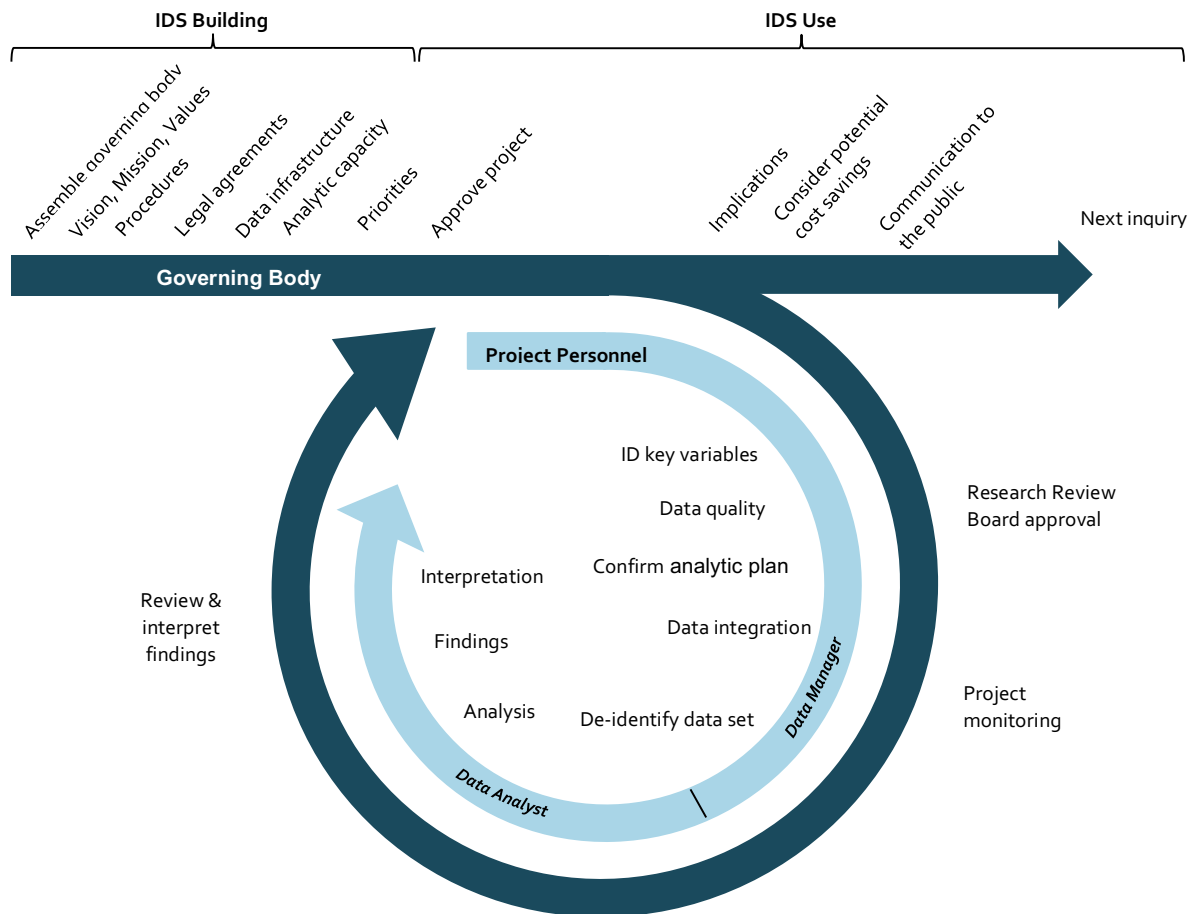 IDS Building
IDS Use
Assemble governing body
Vision, Mission, Values
Procedures
Legal agreements
Data infrastructure
Analytic capacity
Priorities
Approve project
Implications
Consider potential
cost savings
Communication to
the public
Next inquiry
Governing Body
Project Personnel
ID key variables
Data quality
Confirm analytic plan
Data integration
De-identify data set
Data Manager
Data Analyst
Analysis
Findings
Interpretation
Research Review
Board approval
Project
monitoring
Review &
interpret
findings